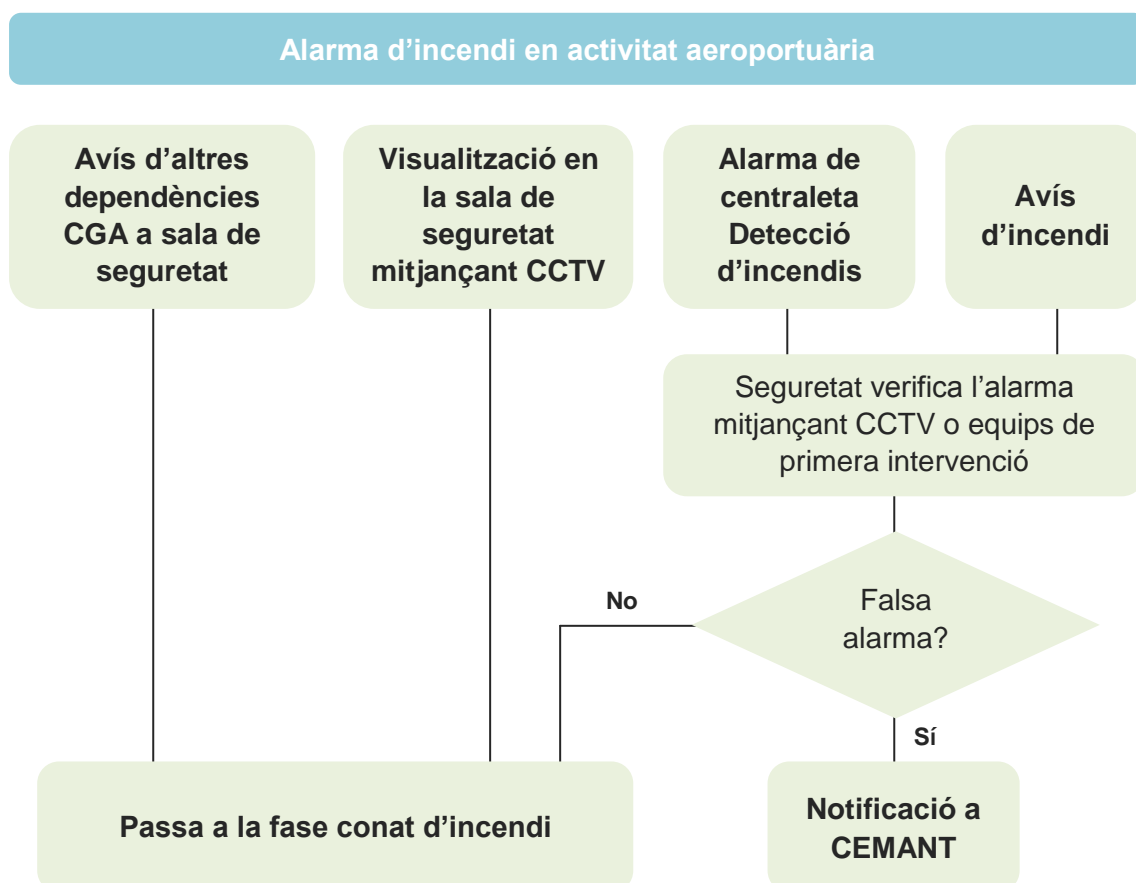 Alarma d’incendi en activitat aeroportuària
Avís d’altres
dependències
CGA a sala de
seguretat
Visualització en
la sala de
seguretat
mitjançant CCTV
Alarma de
centraleta
Detecció
d’incendis
Avís
d’incendi
Seguretat verifica l’alarma
mitjançant CCTV o equips de
primera intervenció
Falsa
alarma?
No
Sí
Passa a la fase conat d’incendi
Notificació a
CEMANT